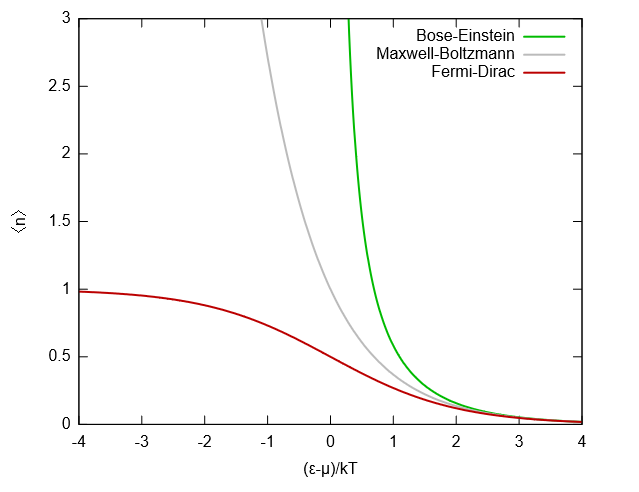 3
2.5
2
1.5
1
0.5
0
-4 -3 -2 -1 0 1 2 3 4
⟨n⟩
(ε-μ)/kT
Bose-Einstein
Maxwell-Boltzmann
Fermi-Dirac